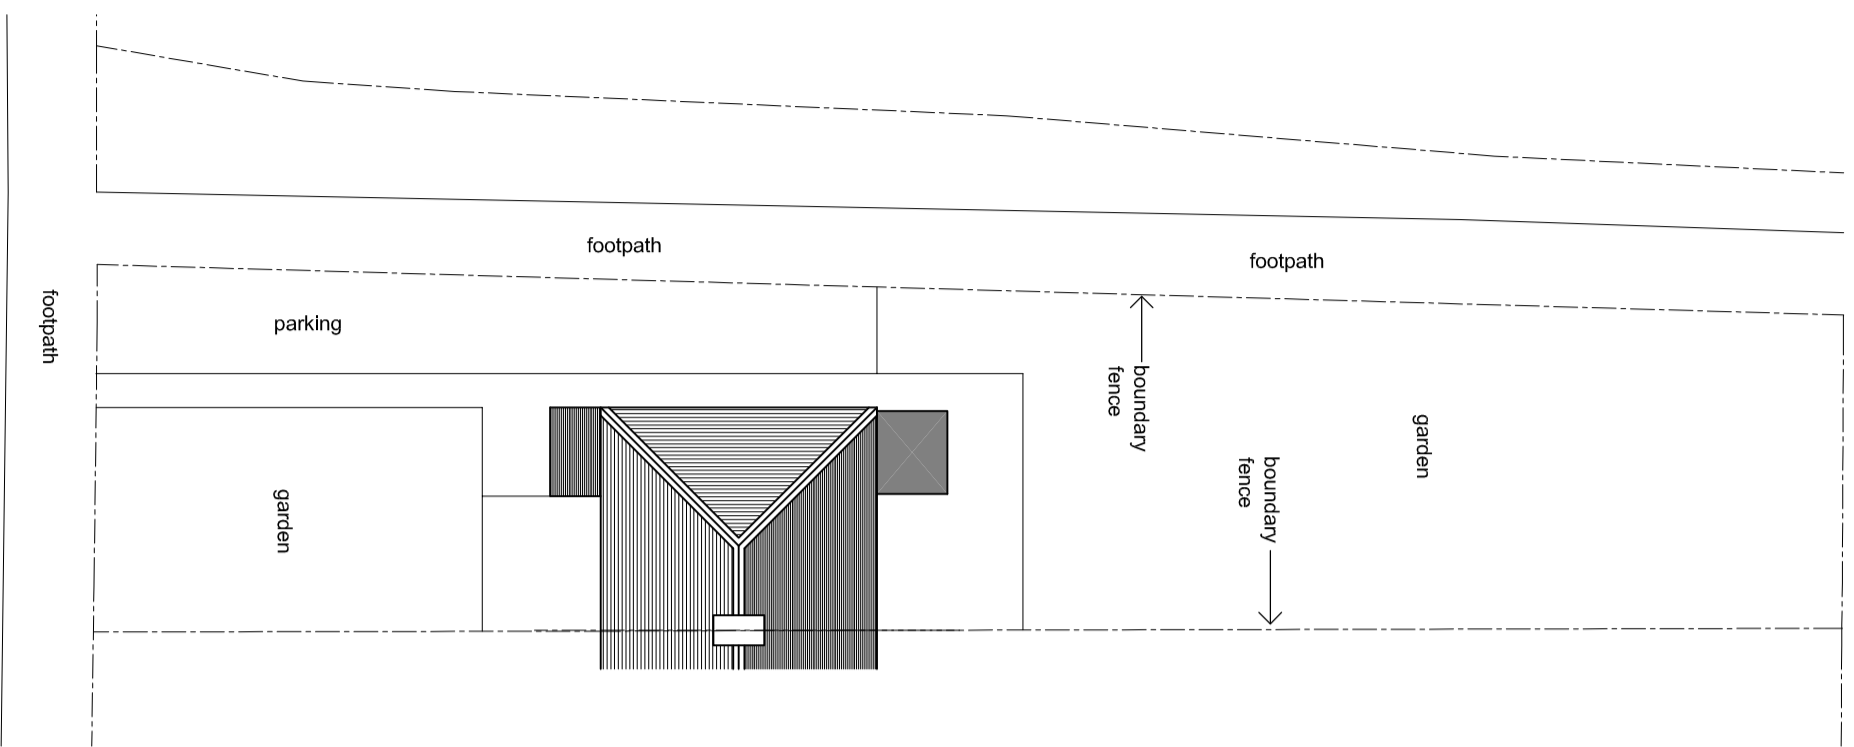 footpath
footpath
footpath
parking
boundary
fence
garden
boundary
fence
garden